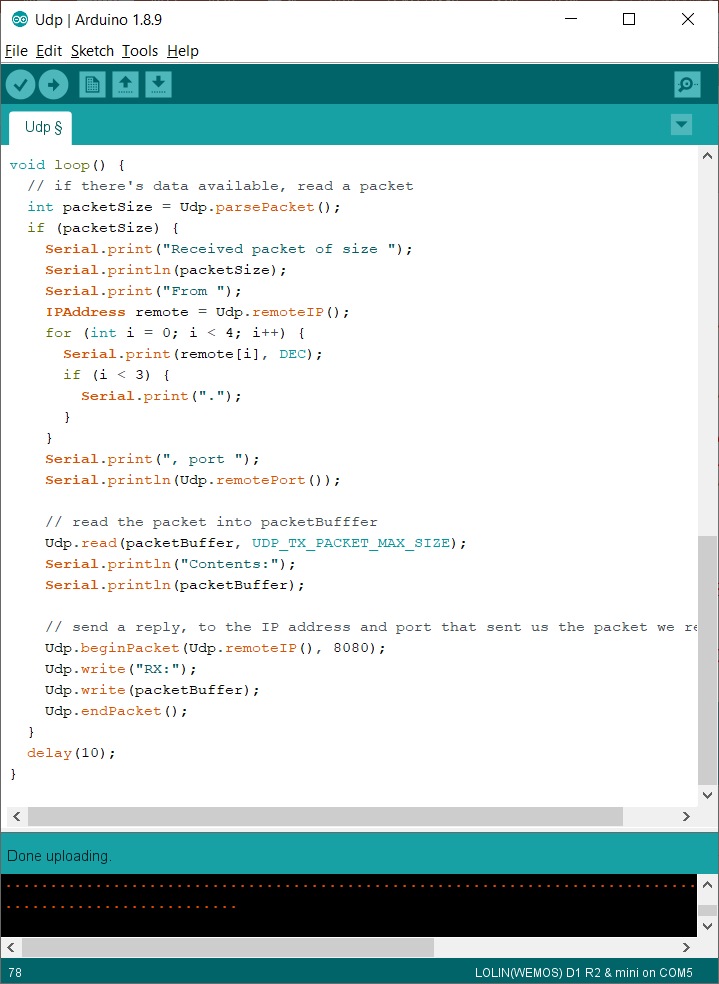 Udp | Arduino 1.8.9
File Edit Sketch Tools Help
Udp §
void loop() {
  // if there's data available, read a packet
  int packetSize = Udp.parsePacket();
  if (packetSize) {
    Serial.print("Received packet of size ");
    Serial.println(packetSize);
    Serial.print("From ");
    IPAddress remote = Udp.remoteIP();
    for (int i = 0; i < 4; i++) {
      Serial.print(remote[i], DEC);
      if (i < 3) {
        Serial.print(".");
      }
    }
    Serial.print(", port ");
    Serial.println(Udp.remotePort());

    // read the packet into packetBufffer
    Udp.read(packetBuffer, UDP_TX_PACKET_MAX_SIZE);
    Serial.println("Contents:");
    Serial.println(packetBuffer);

    // send a reply, to the IP address and port that sent us the packet we re
    Udp.beginPacket(Udp.remoteIP(), 8080);
    Udp.write("RX:");
    Udp.write(packetBuffer);
    Udp.endPacket();
  }
  delay(10);
}
Done uploading.
78
LOLIN(WEMOS) D1 R2 & mini on COM5